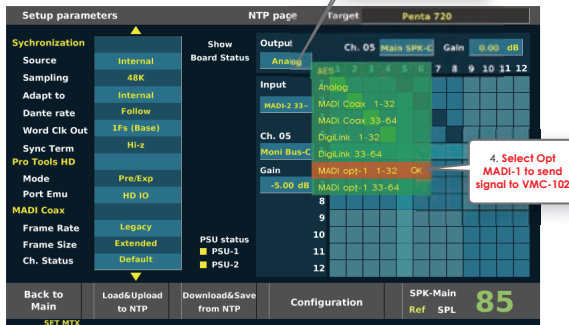 Setup parameters NTP page Target Penta 720
Sychronization
Source Internal
Sampling 48K
Adapt to Internal
Dante rate Follow
Word Clk Out 1Fs (Base)
Sync Term Hi-z
Pro Tools HD
Mode Pre/Exp
Port Emu HD IO
MADI Coax
Frame Rate Legacy
Frame Size Extended
Ch. Status Default
Show
Board Status
PSU status
PSU-1
PSU-2
Output Ch. 05 Main SPK-C Gain 0.00 dB
Analog
Input
MADI-2 33~
Ch. 05
Moni Bus-C
Gain
-5.00 dB
AES 1 2 3 4 5 6 7 8 9 10 11 12
Analog
MADI Coax 1-32
MADI Coax 33-64
DigiLink 1-32
DigiLink 33-64
MADI opt-1 1-32 OK
MADI opt-1 33-64
8
9
10
11
12
4. Select Opt
MADI-1 to send
signal to VMC-102
Back to
Main
Load&Upload
to NTP
Download&Save
from NTP
Configuration
SPK-Main
Ref SPL
85
SET MTX